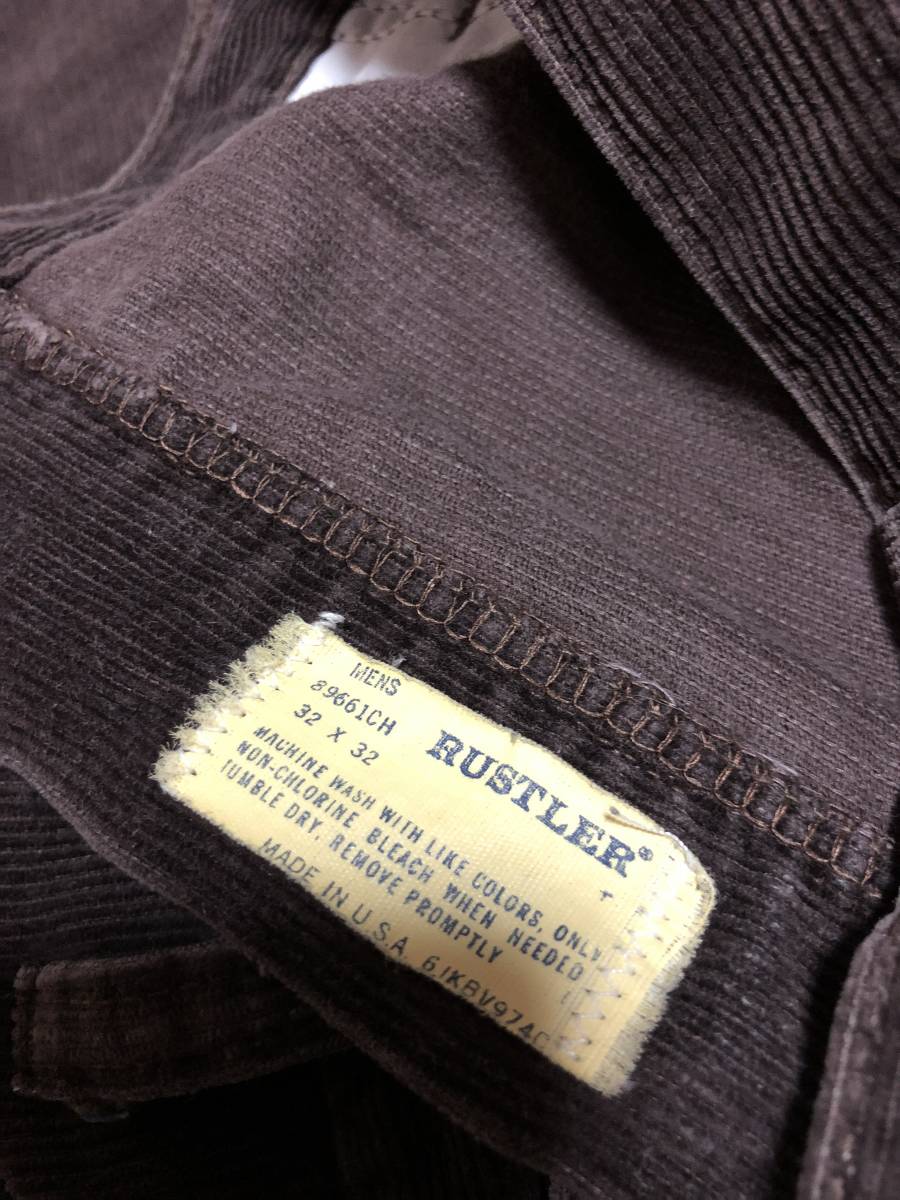 MENS
89661CH
32 X 32
RUSTLER®
MACHINE WASH WITH LIKE COLORS, ONLY
NON-CHLORINE BLEACH WHEN NEEDED
TUMBLE DRY. REMOVE PROMPTLY
MADE IN U.S.A.